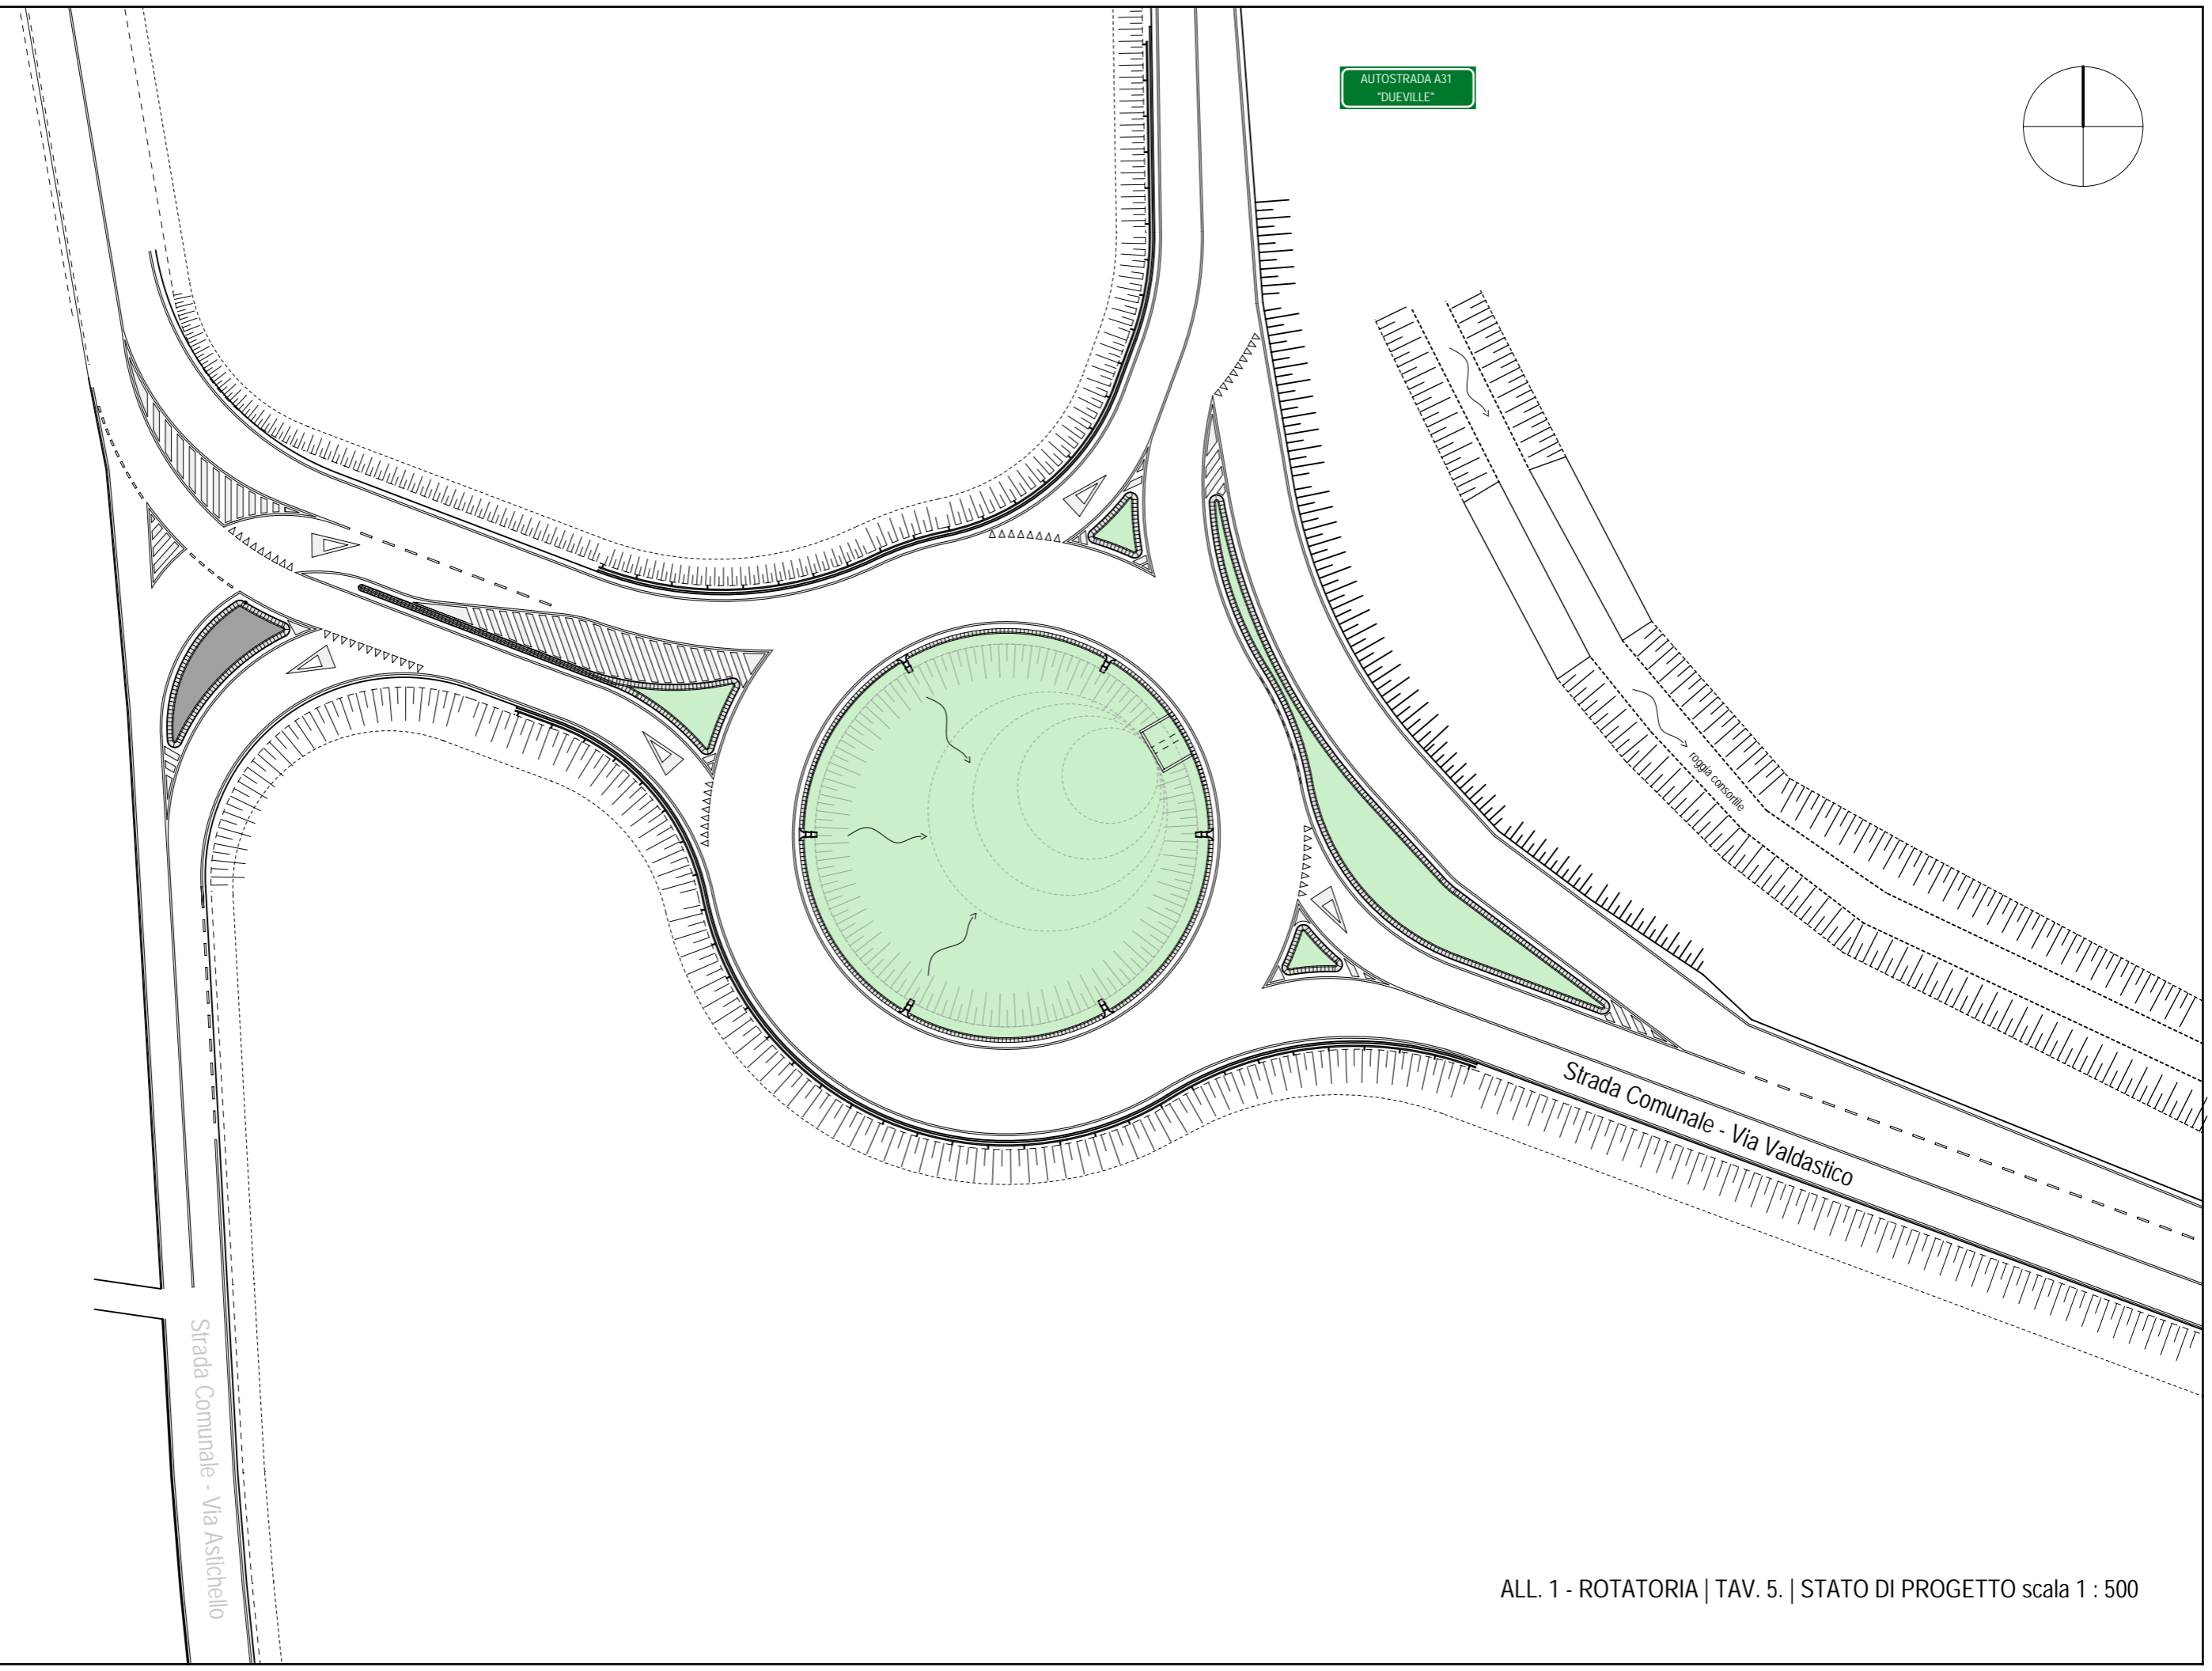 AUTOSTRADA A31
"DUEVILLE"
roggia consortile
Strada Comunale - Via Valdastico
Strada Comunale - Via Astichello
ALL. 1 - ROTATORIA | TAV. 5. | STATO DI PROGETTO scala 1 : 500